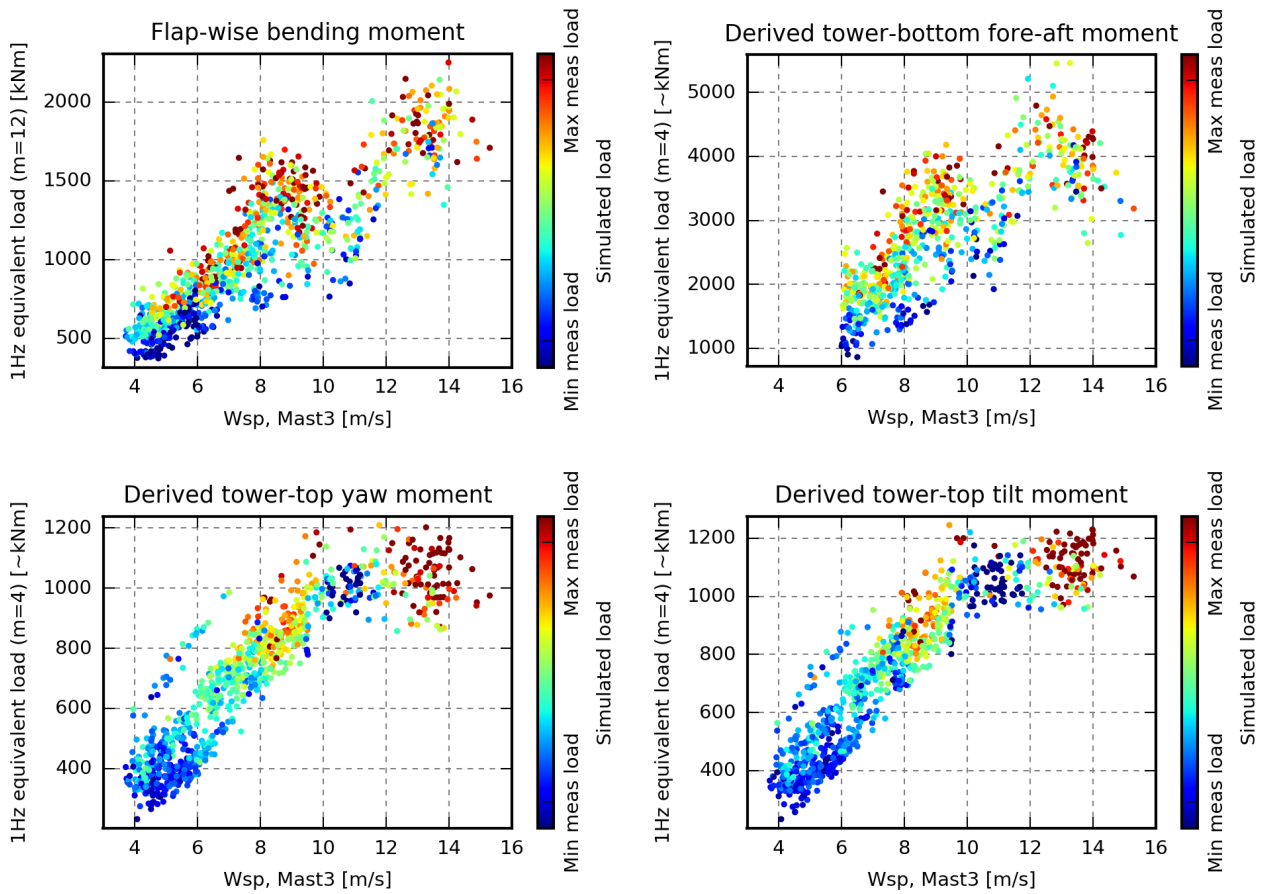 Flap-wise bending moment
1Hz equivalent load (m=12) [kNm]
2000
1500
1000
500
4 6 8 10 12 14 16
Wsp, Mast3 [m/s]
Max meas load
Min meas load
Simulated load
Derived tower-bottom fore-aft moment
1Hz equivalent load (m=4) [~kNm]
5000
4000
3000
2000
1000
4 6 8 10 12 14 16
Wsp, Mast3 [m/s]
Max meas load
Min meas load
Simulated load
Derived tower-top yaw moment
1Hz equivalent load (m=4) [~kNm]
1200
1000
800
600
400
4 6 8 10 12 14 16
Wsp, Mast3 [m/s]
Max meas load
Min meas load
Simulated load
Derived tower-top tilt moment
1Hz equivalent load (m=4) [~kNm]
1200
1000
800
600
400
4 6 8 10 12 14 16
Wsp, Mast3 [m/s]
Max meas load
Min meas load
Simulated load